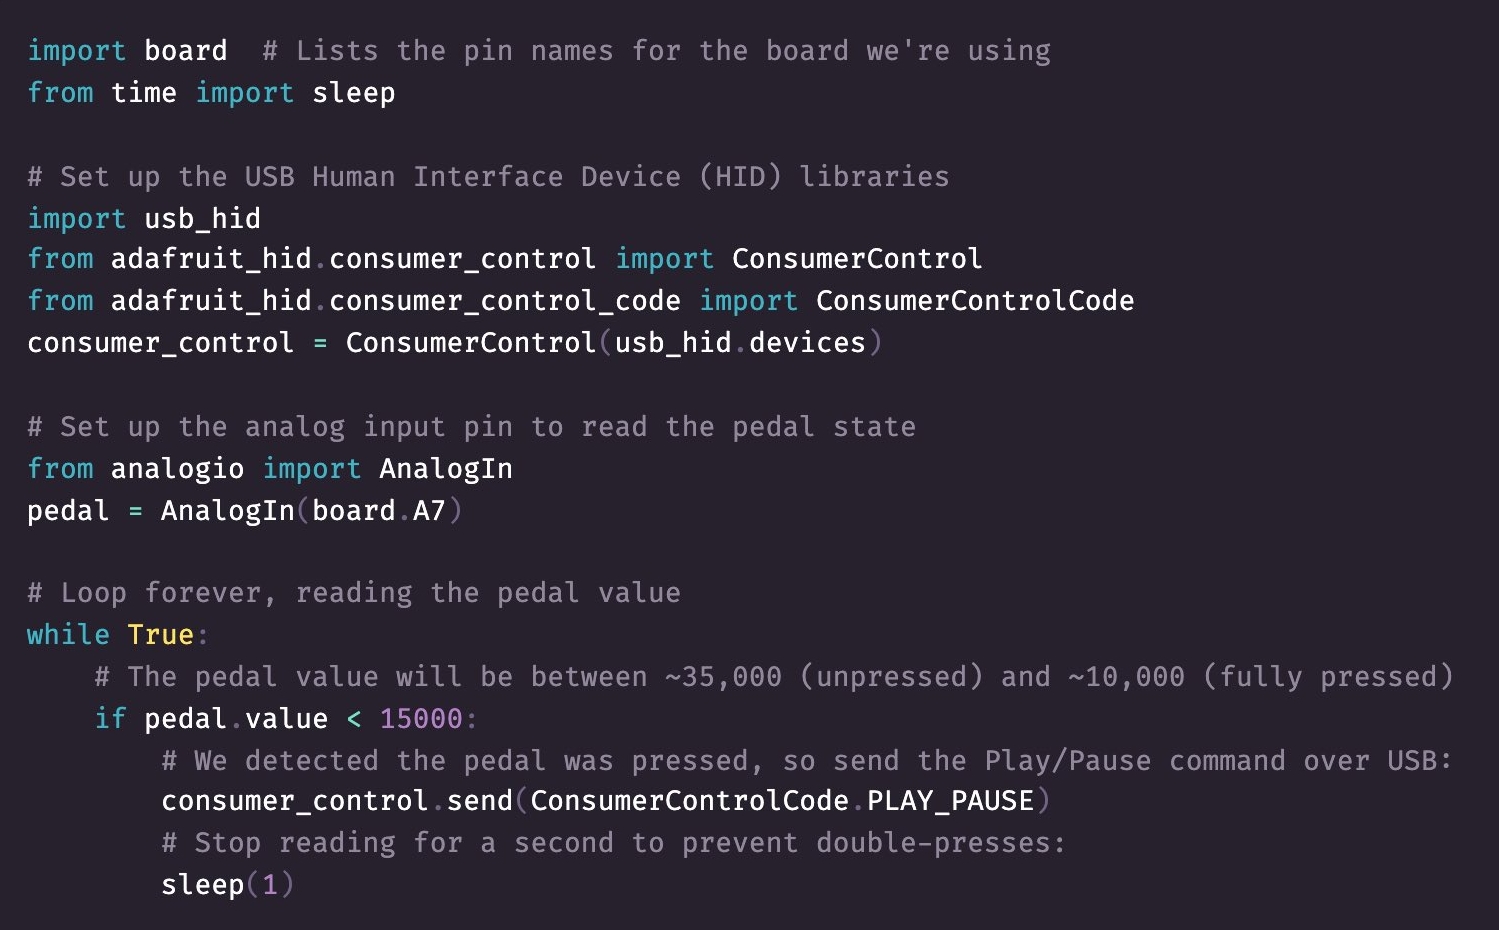 import board  # Lists the pin names for the board we're using
from time import sleep

# Set up the USB Human Interface Device (HID) libraries
import usb_hid
from adafruit_hid.consumer_control import ConsumerControl
from adafruit_hid.consumer_control_code import ConsumerControlCode
consumer_control = ConsumerControl(usb_hid.devices)

# Set up the analog input pin to read the pedal state
from analogio import AnalogIn
pedal = AnalogIn(board.A7)

# Loop forever, reading the pedal value
while True:
    # The pedal value will be between ~35,000 (unpressed) and ~10,000 (fully pressed)
    if pedal.value < 15000:
        # We detected the pedal was pressed, so send the Play/Pause command over USB:
        consumer_control.send(ConsumerControlCode.PLAY_PAUSE)
        # Stop reading for a second to prevent double-presses:
        sleep(1)